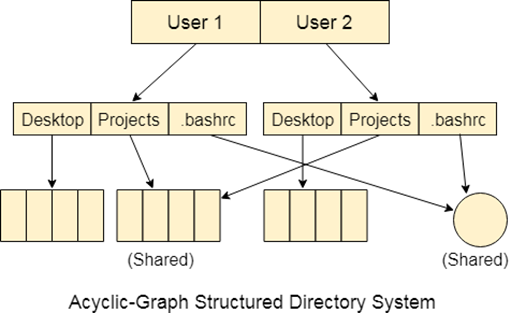 User 1 User 2
Desktop Projects .bashrc Desktop Projects .bashrc
(Shared) (Shared)
Acyclic-Graph Structured Directory System